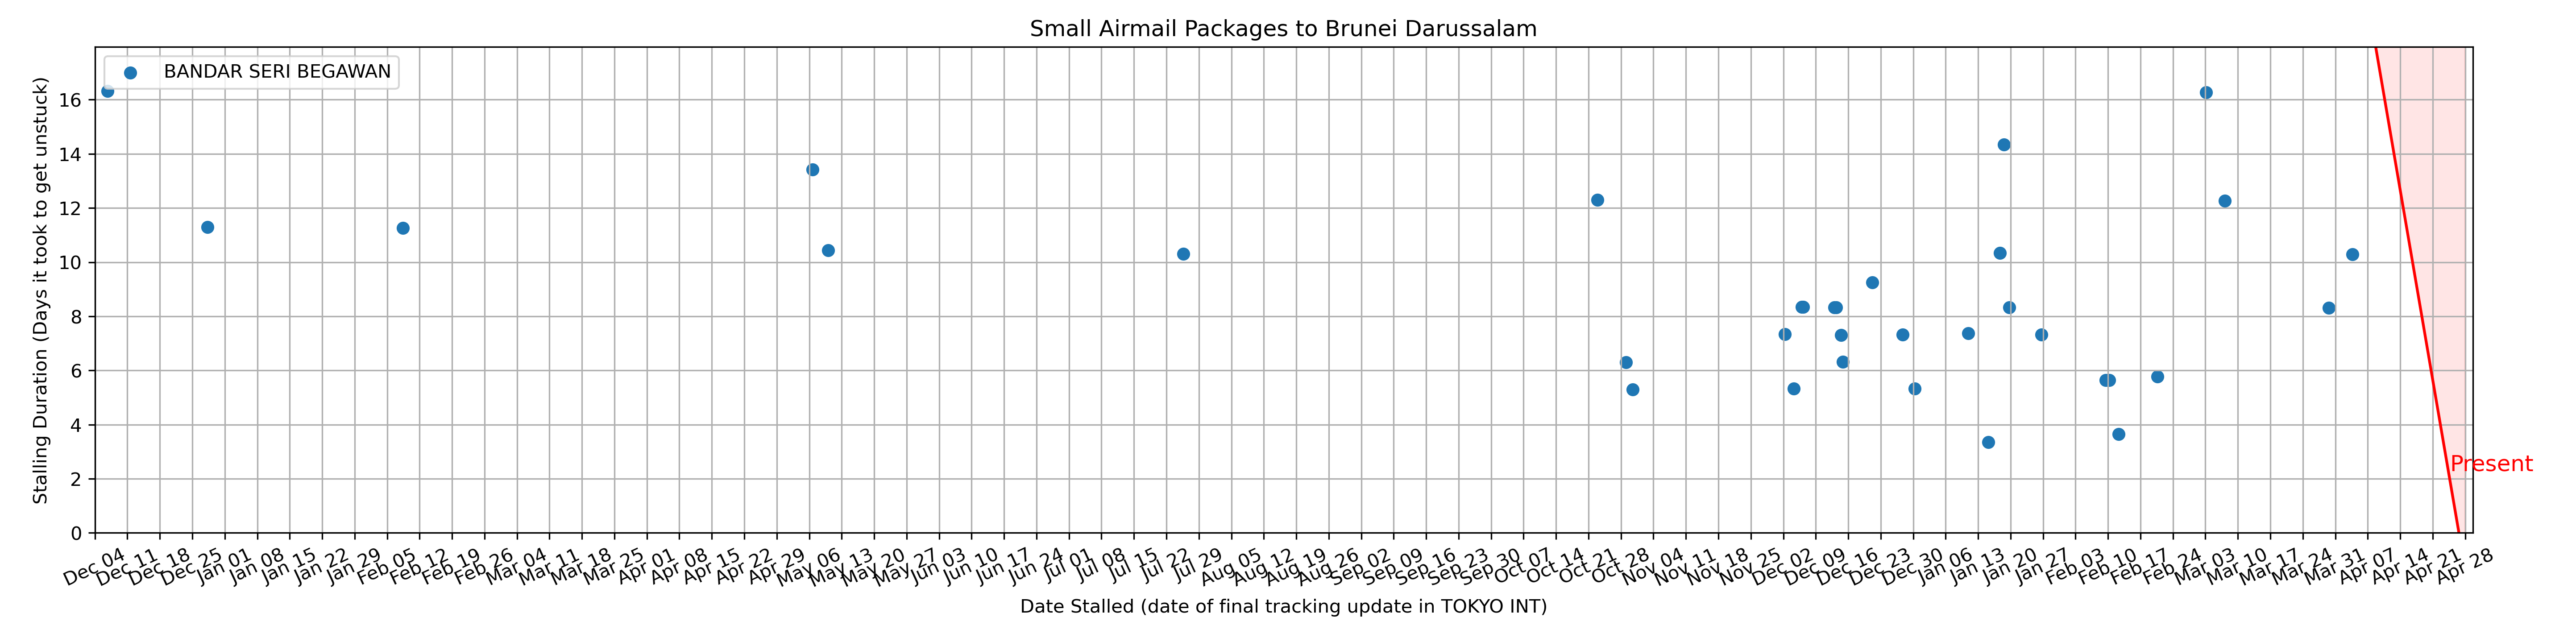 Small Airmail Packages to Brunei Darussalam
BANDAR SERI BEGAWAN
Stalling Duration (Days it took to get unstuck)
16
14
12
10
8
6
4
2
0
Present
Dec 04
Dec 11
Dec 18
Dec 25
Jan 01
Jan 08
Jan 15
Jan 22
Jan 29
Feb 05
Feb 12
Feb 19
Feb 26
Mar 04
Mar 11
Mar 18
Mar 25
Apr 01
Apr 08
Apr 15
Apr 22
Apr 29
May 06
May 13
May 20
May 27
Jun 03
Jun 10
Jun 17
Jun 24
Jul 01
Jul 08
Jul 15
Jul 22
Jul 29
Aug 05
Aug 12
Aug 19
Aug 26
Sep 02
Sep 09
Sep 16
Sep 23
Sep 30
Oct 07
Oct 14
Oct 21
Oct 28
Nov 04
Nov 11
Nov 18
Nov 25
Dec 02
Dec 09
Dec 16
Dec 23
Dec 30
Jan 06
Jan 13
Jan 20
Jan 27
Feb 03
Feb 10
Feb 17
Feb 24
Mar 03
Mar 10
Mar 17
Mar 24
Mar 31
Apr 07
Apr 14
Apr 21
Apr 28
Date Stalled (date of final tracking update in TOKYO INT)